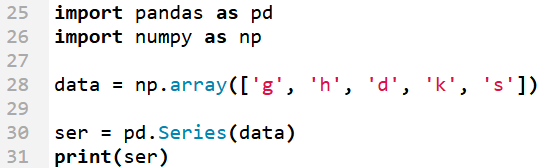 25 import pandas as pd
26 import numpy as np
27
28 data = np.array(['g', 'h', 'd', 'k', 's'])
29
30 ser = pd.Series(data)
31 print(ser)